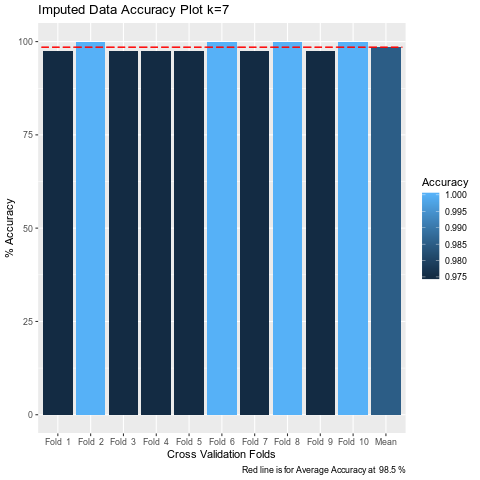 Imputed Data Accuracy Plot k=7
% Accuracy
100
75
50
25
0
Fold 1 Fold 2 Fold 3 Fold 4 Fold 5 Fold 6 Fold 7 Fold 8 Fold 9 Fold 10 Mean
Cross Validation Folds
Red line is for Average Accuracy at 98.5 %
Accuracy
1.000
0.995
0.990
0.985
0.980
0.975